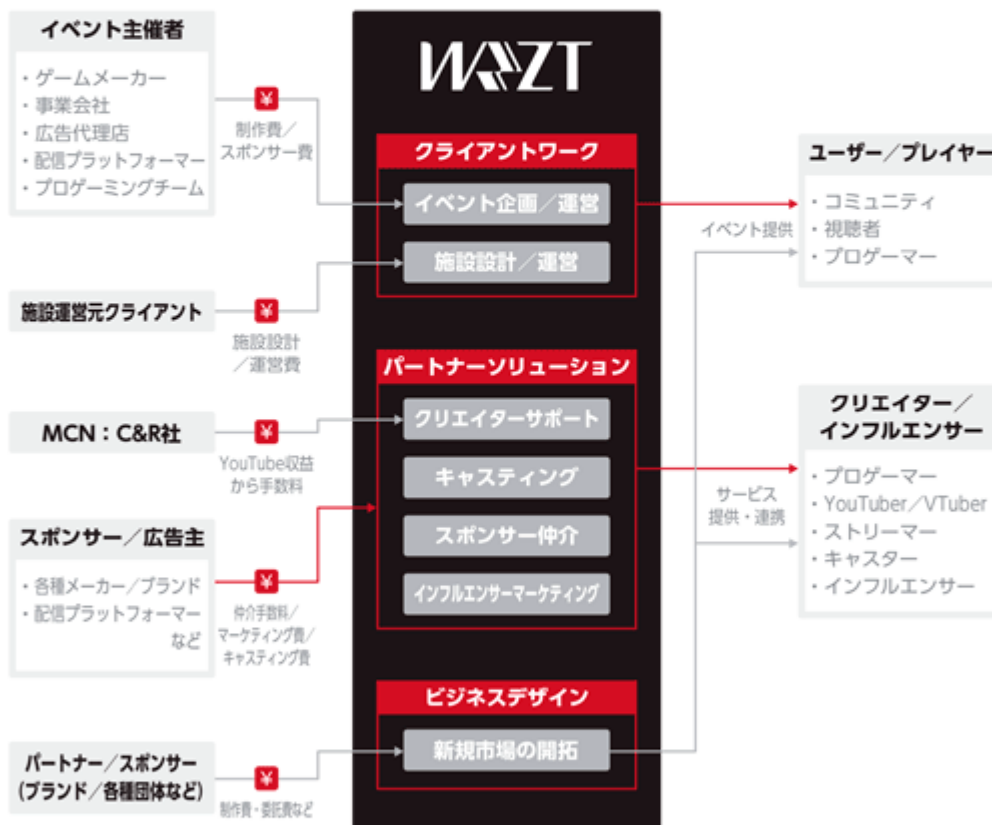 イベント主催者
・ゲームメーカー
・事業会社
・広告代理店
・配信プラットフォーマー
・プロゲーミングチーム
¥
制作費／
スポンサー費
施設運営元クライアント
¥
施設設計
／運営費
MCN：C&R社
¥
YouTube収益
から手数料
スポンサー／広告主
・各種メーカー／ブランド
・配信プラットフォーマー
など
¥
仲介手数料／
マーケティング費／
キャスティング費
パートナー／スポンサー
(ブランド／各種団体など)
¥
制作費・委託費など
WRZT
クライアントワーク
イベント企画／運営
施設設計／運営
パートナーソリューション
クリエイターサポート
キャスティング
スポンサー仲介
インフルエンサーマーケティング
ビジネスデザイン
新規市場の開拓
イベント提供
サービス
提供・連携
ユーザー／プレイヤー
・コミュニティ
・視聴者
・プロゲーマー
クリエイター／
インフルエンサー
・プロゲーマー
・YouTuber／VTuber
・ストリーマー
・キャスター
・インフルエンサー